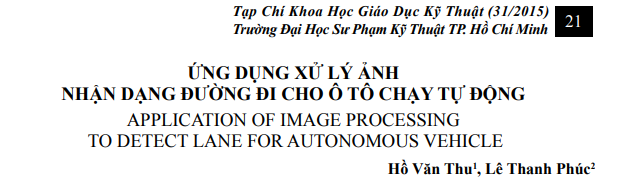 Tạp Chí Khoa Học Giáo Dục Kỹ Thuật (31/2015)
Trường Đại Học Sư Phạm Kỹ Thuật TP. Hồ Chí Minh
21
ỨNG DỤNG XỬ LÝ ẢNH
NHẬN DẠNG ĐƯỜNG ĐI CHO Ô TÔ CHẠY TỰ ĐỘNG
APPLICATION OF IMAGE PROCESSING
TO DETECT LANE FOR AUTONOMOUS VEHICLE
Hồ Văn Thu¹, Lê Thanh Phúc²